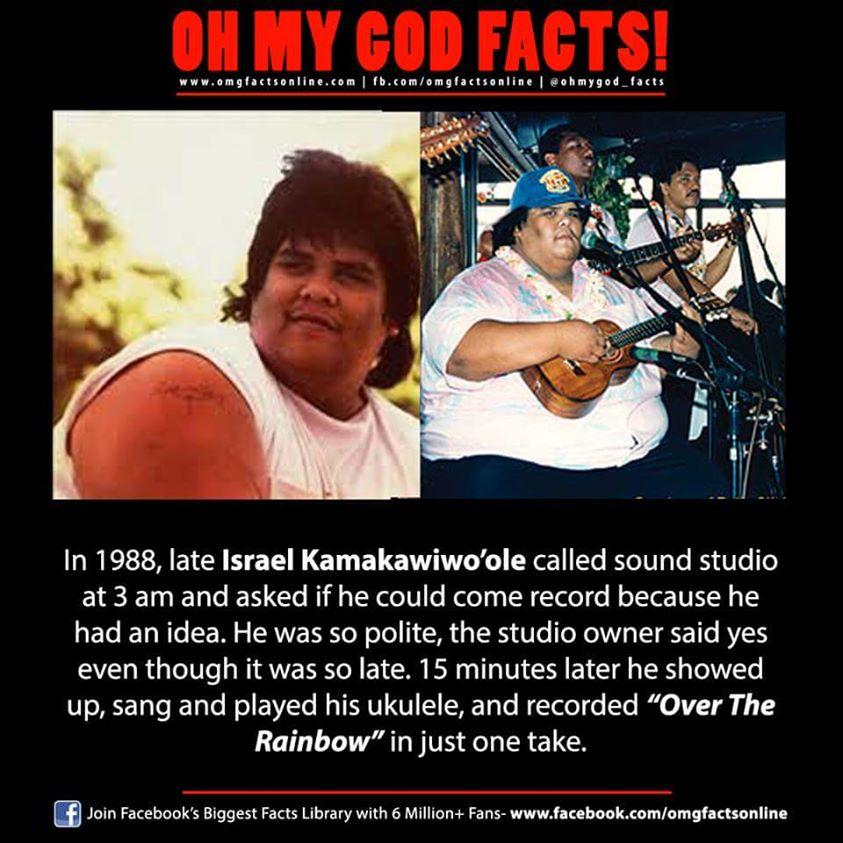 OH MY GOD FACTS!
www.omgfactsonline.com | fb.com/omgfactsonline | @ohmygod_facts
In 1988, late Israel Kamakawiwo’ole called sound studio
at 3 am and asked if he could come record because he
had an idea. He was so polite, the studio owner said yes
even though it was so late. 15 minutes later he showed
up, sang and played his ukulele, and recorded “Over The
Rainbow” in just one take.
Join Facebook’s Biggest Facts Library with 6 Million+ Fans- www.facebook.com/omgfactsonline